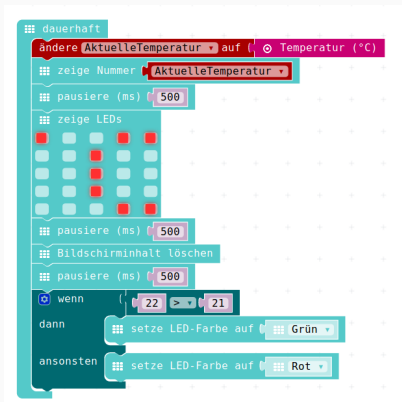 dauerhaft
ändere AktuelleTemperatur auf Temperatur (°C)
zeige Nummer AktuelleTemperatur
pausiere (ms) 500
zeige LEDs
pausiere (ms) 500
Bildschirminhalt löschen
pausiere (ms) 500
wenn 22 > 21
dann setze LED-Farbe auf Grün
ansonsten setze LED-Farbe auf Rot